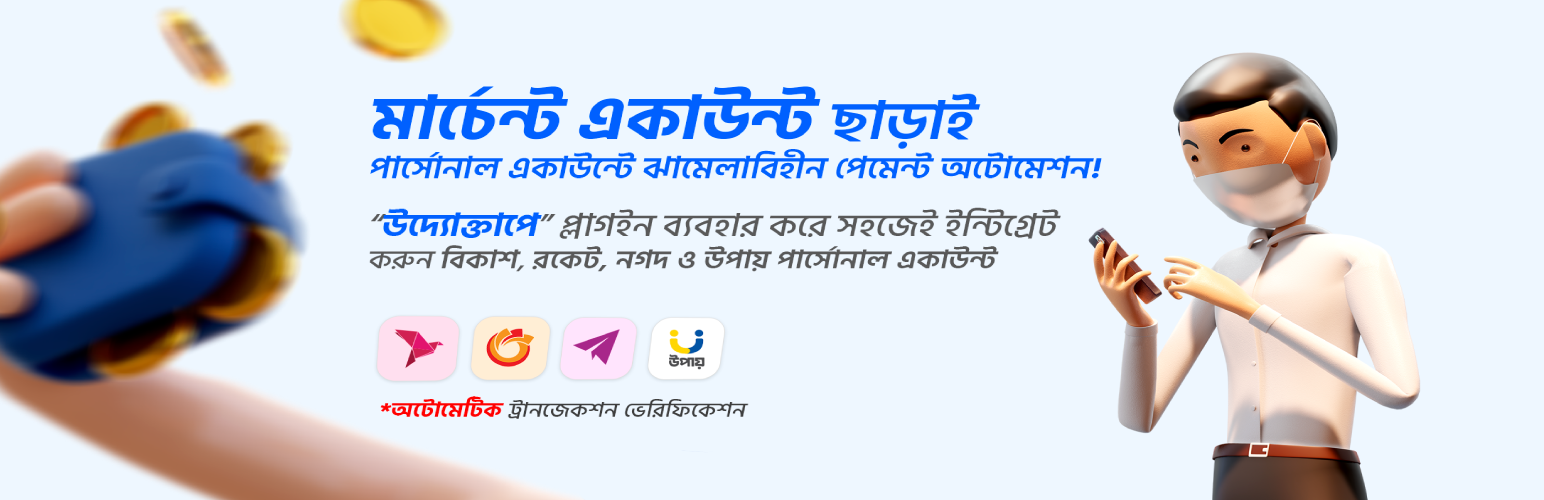 মার্চেন্ট একাউন্ট ছাড়াই
পার্সোনাল একাউন্টে ঝামেলাবিহীন পেমেন্ট অটোমেশন!
“উদ্যোক্তাপে” প্লাগইন ব্যবহার করে সহজেই ইন্টিগ্রেট
করুন বিকাশ, রকেট, নগদ ও উপায় পার্সোনাল একাউন্ট
উপায়
*অটোমেটিক ট্রানজেকশন ভেরিফিকেশন